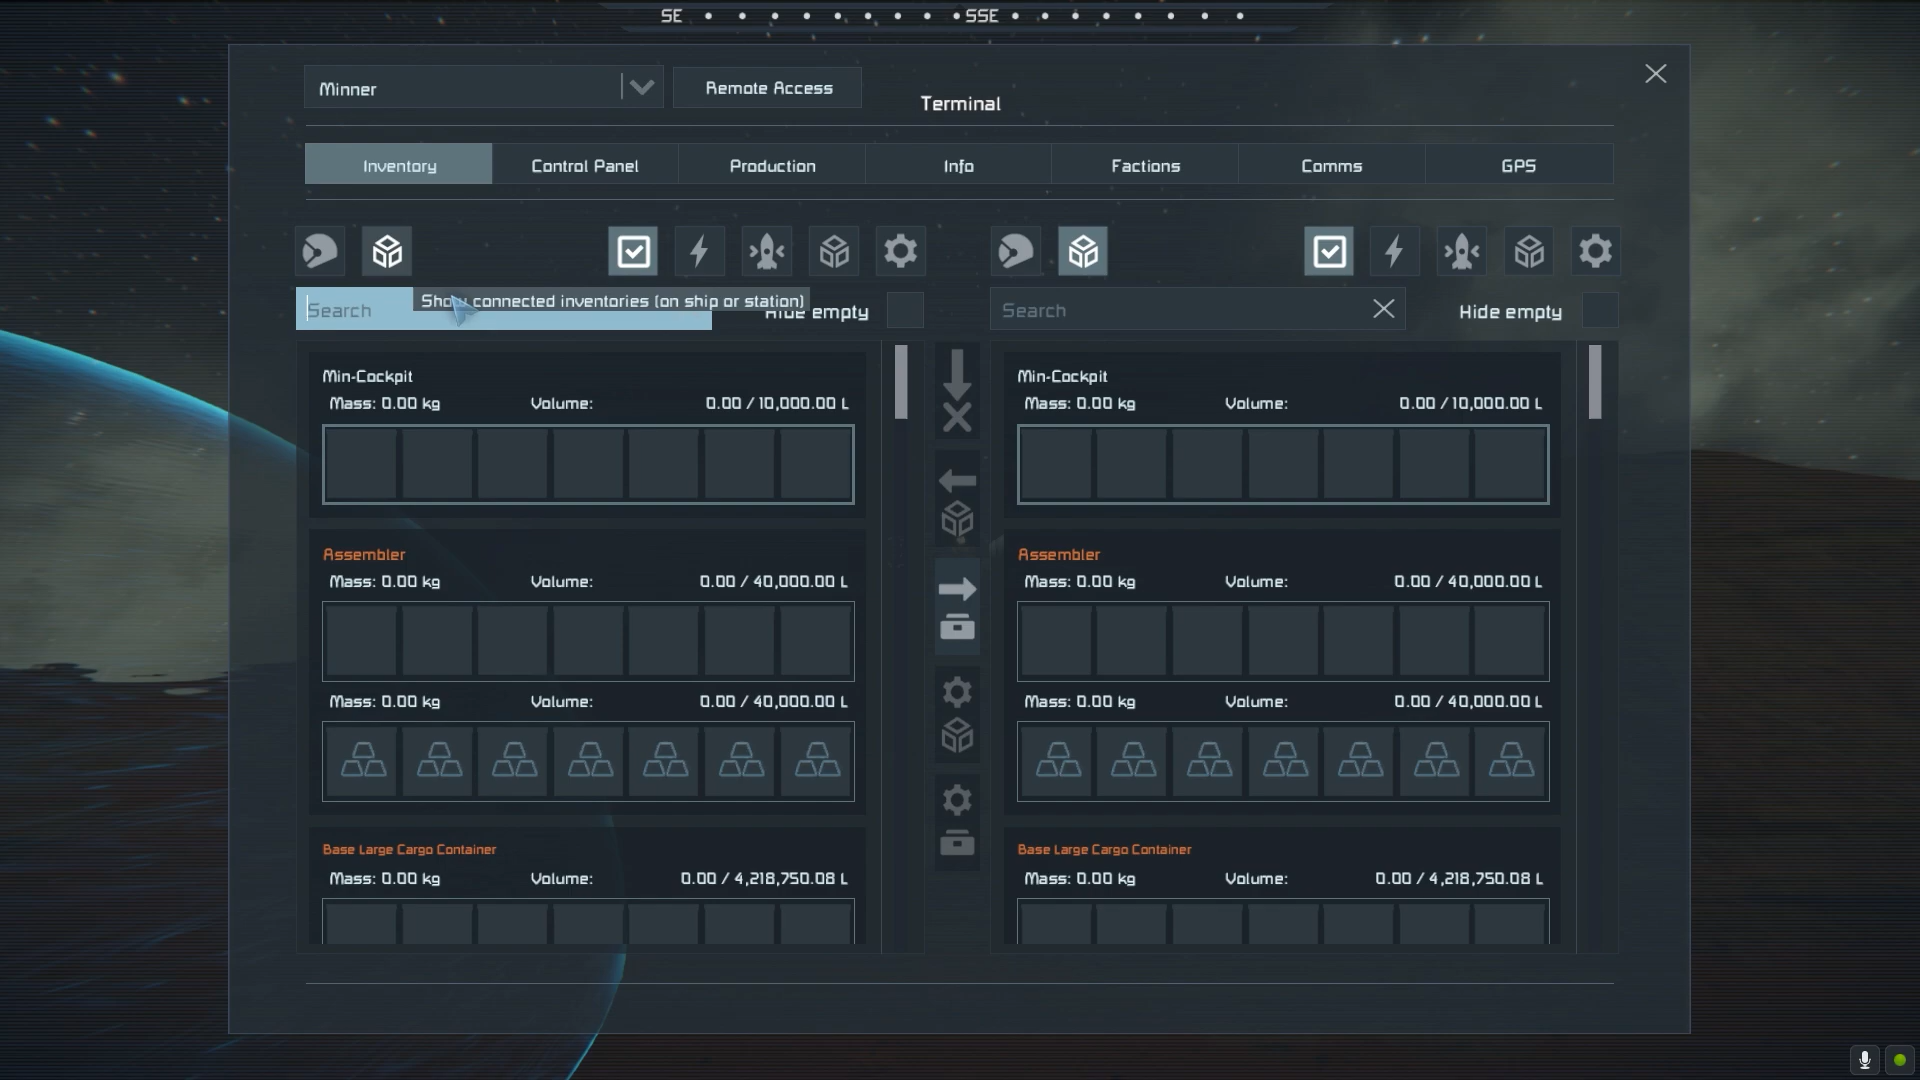 SE SSE
Minner
Remote Access
Terminal
Inventory Control Panel Production Info Factions Comms GPS
Search
Show connected inventories (on ship or station)
Hide empty
Search
Hide empty
Min-Cockpit
Mass: 0.00 kg Volume: 0.00 / 10,000.00 L
Assembler
Mass: 0.00 kg Volume: 0.00 / 40,000.00 L
Mass: 0.00 kg Volume: 0.00 / 40,000.00 L
Base Large Cargo Container
Mass: 0.00 kg Volume: 0.00 / 4,218,750.08 L
Min-Cockpit
Mass: 0.00 kg Volume: 0.00 / 10,000.00 L
Assembler
Mass: 0.00 kg Volume: 0.00 / 40,000.00 L
Mass: 0.00 kg Volume: 0.00 / 40,000.00 L
Base Large Cargo Container
Mass: 0.00 kg Volume: 0.00 / 4,218,750.08 L